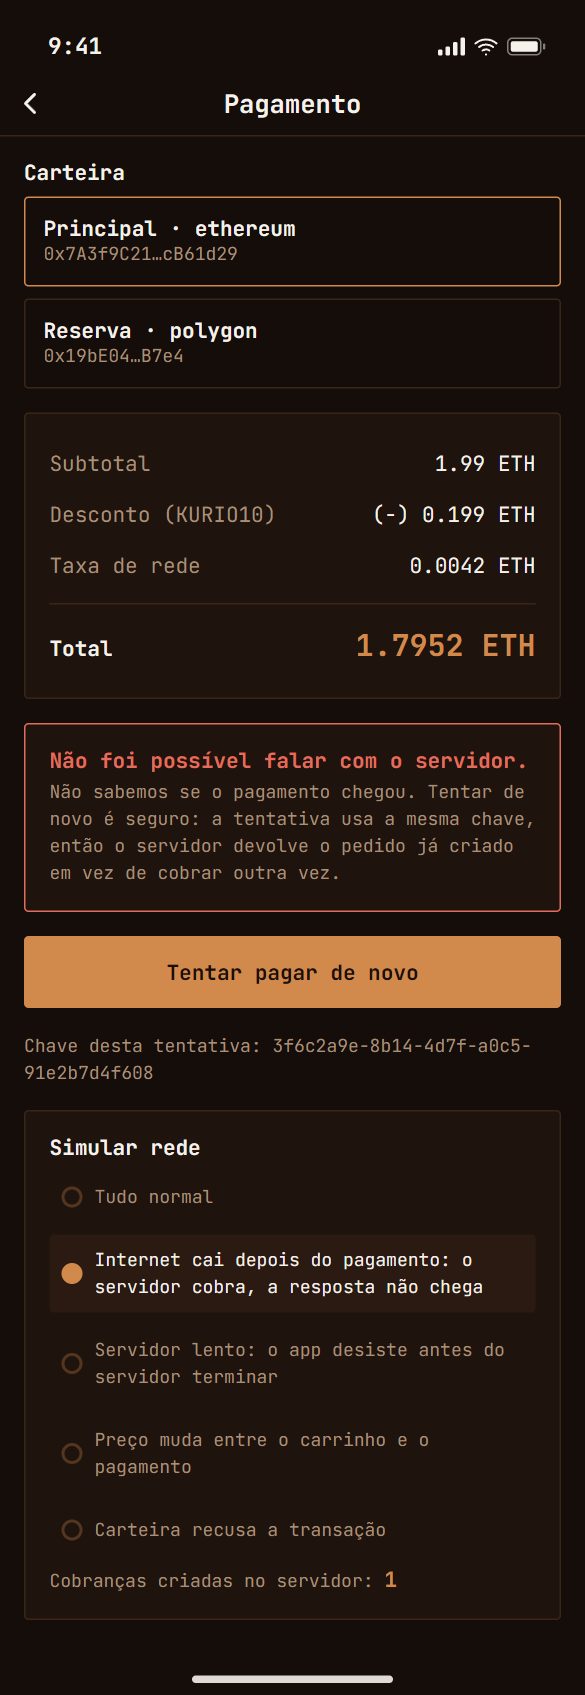 9:41
Pagamento
Carteira
Principal · ethereum
0x7A3f9C21…cB61d29
Reserva · polygon
0x19bE04…B7e4
Subtotal 1.99 ETH
Desconto (KURIO10) (-) 0.199 ETH
Taxa de rede 0.0042 ETH
Total 1.7952 ETH
Não foi possível falar com o servidor.
Não sabemos se o pagamento chegou. Tentar de
novo é seguro: a tentativa usa a mesma chave,
então o servidor devolve o pedido já criado
em vez de cobrar outra vez.
Tentar pagar de novo
Chave desta tentativa: 3f6c2a9e-8b14-4d7f-a0c5-
91e2b7d4f608
Simular rede
Tudo normal
Internet cai depois do pagamento: o
servidor cobra, a resposta não chega
Servidor lento: o app desiste antes do
servidor terminar
Preço muda entre o carrinho e o
pagamento
Carteira recusa a transação
Cobranças criadas no servidor: 1